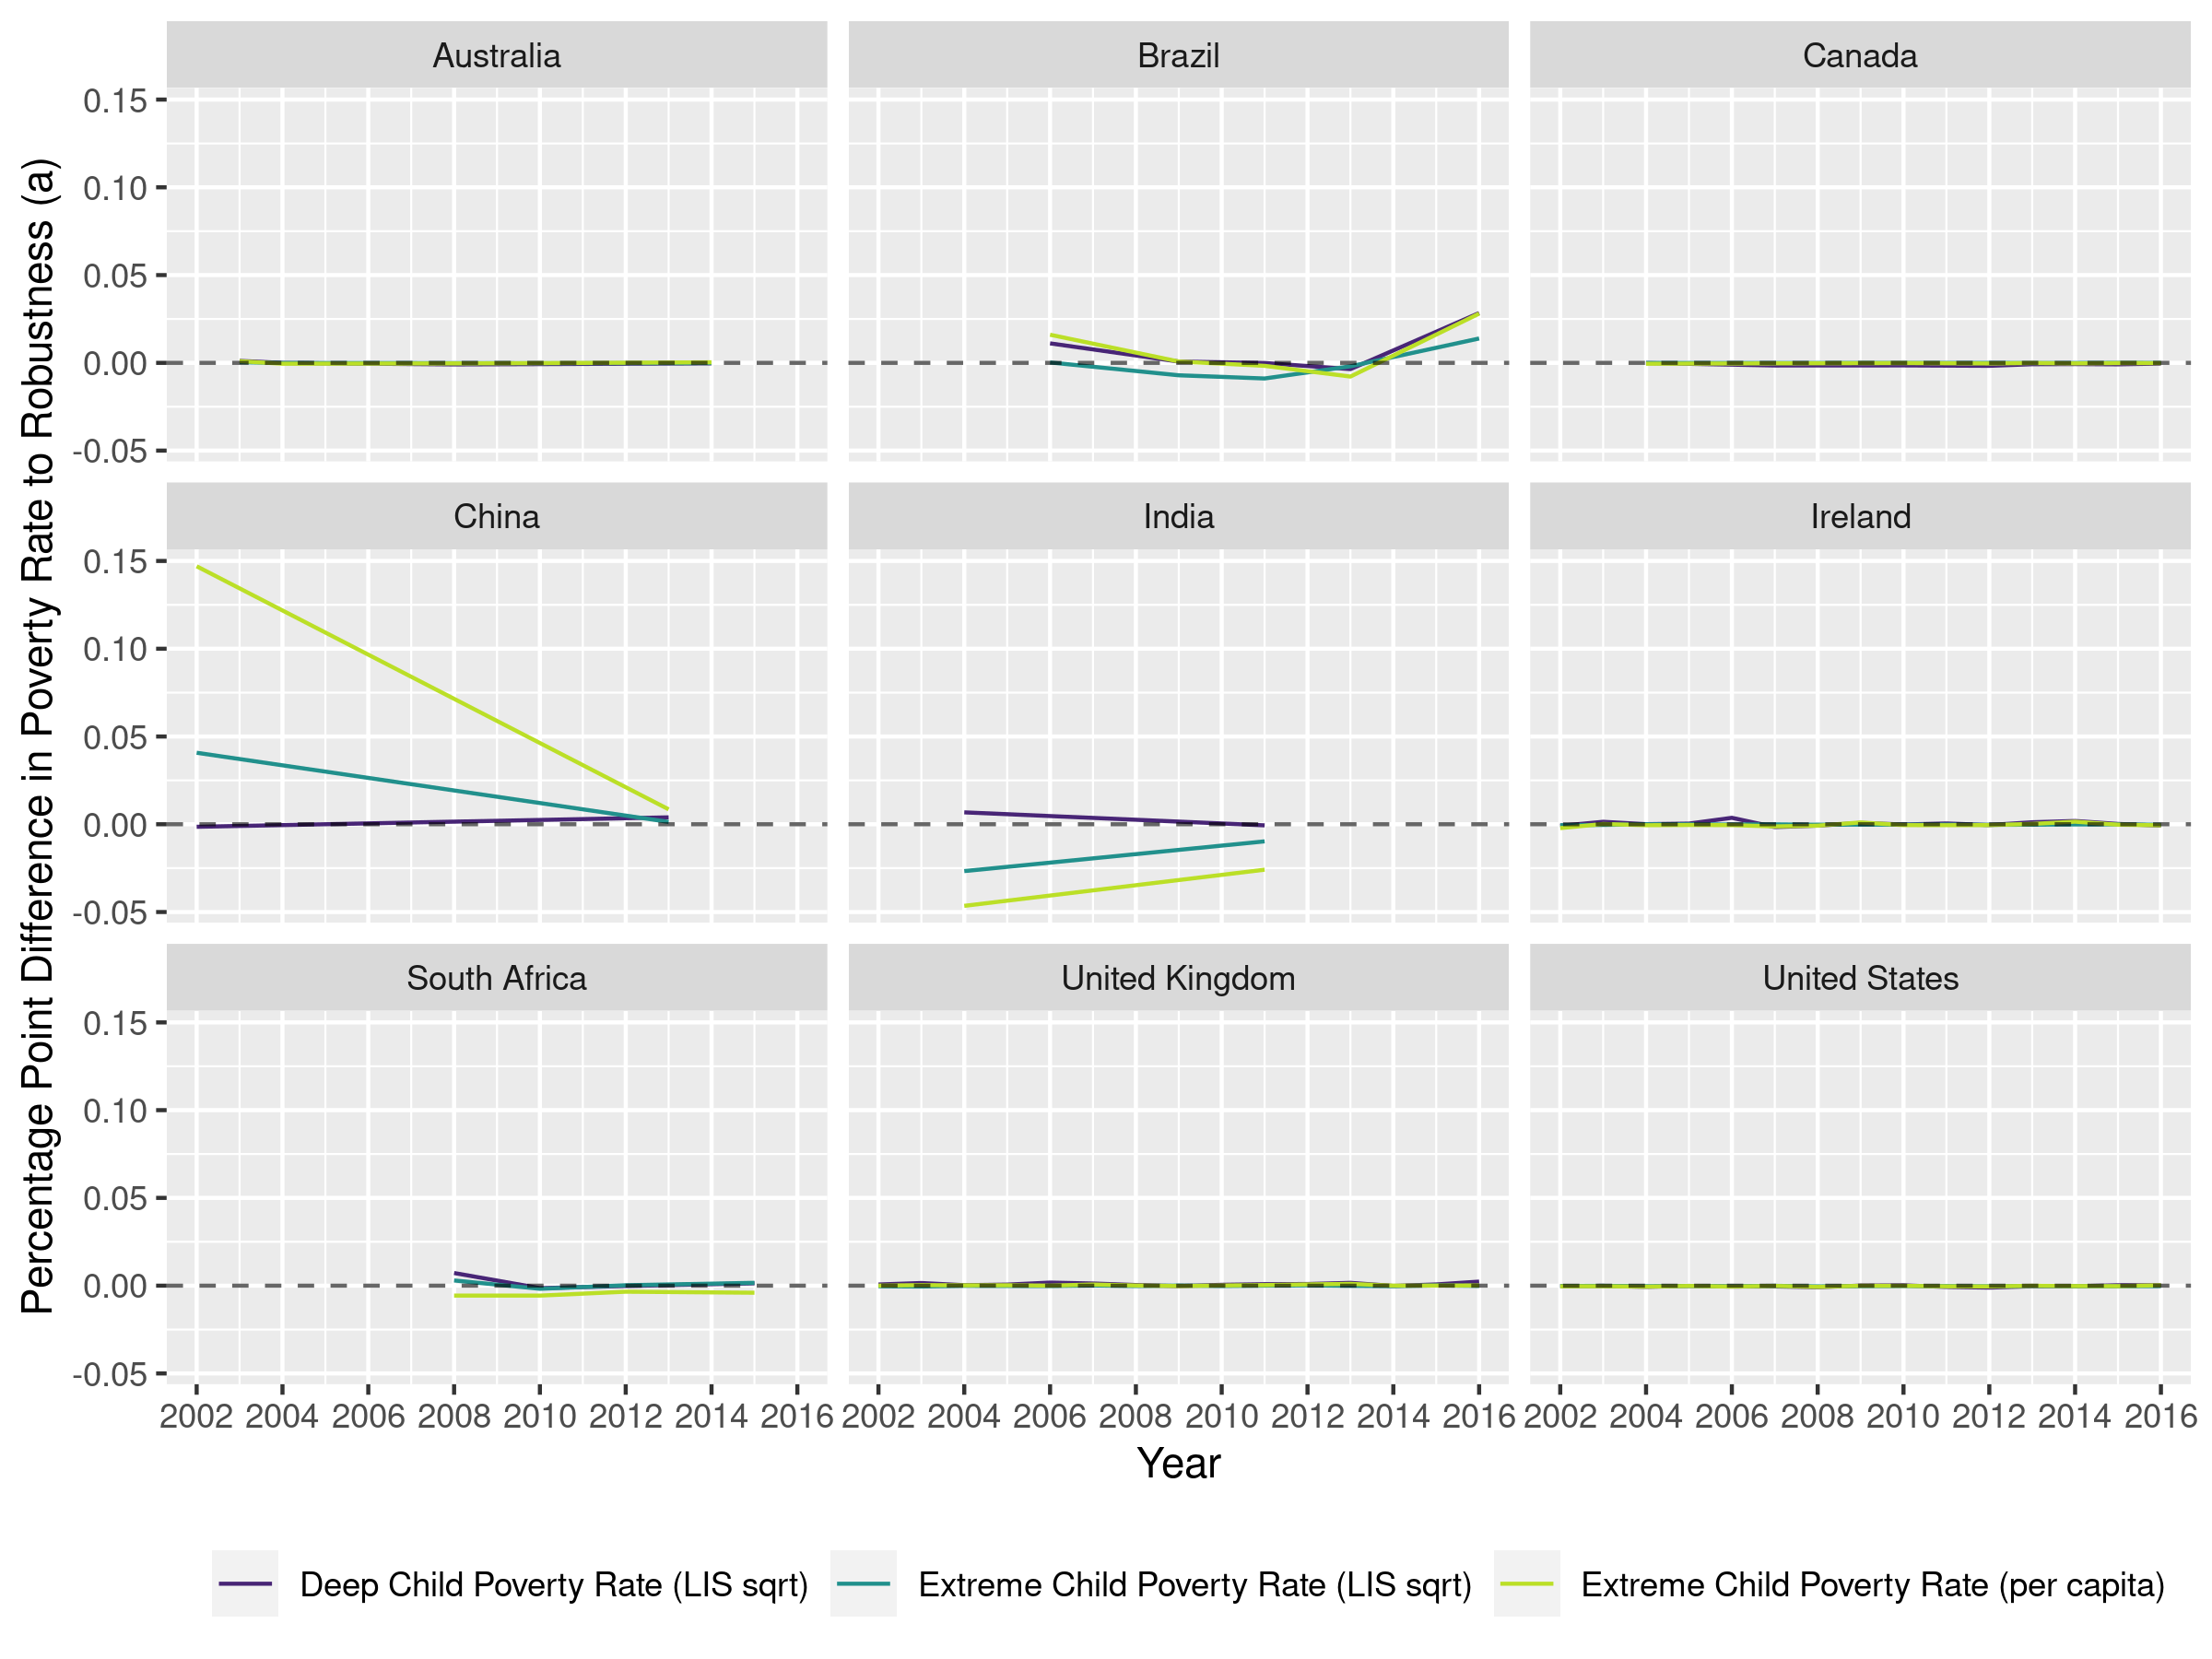 Australia
Brazil
Canada
0.15
0.10
0.05
0.00
-0.05
China
India
Ireland
0.15
0.10
0.05
0.00
-0.05
South Africa
United Kingdom
United States
0.15
0.10
0.05
0.00
-0.05
2002 2004 2006 2008 2010 2012 2014 2016 2002 2004 2006 2008 2010 2012 2014 2016 2002 2004 2006 2008 2010 2012 2014 2016
Percentage Point Difference in Poverty Rate to Robustness (a)
Year
Deep Child Poverty Rate (LIS sqrt)
Extreme Child Poverty Rate (LIS sqrt)
Extreme Child Poverty Rate (per capita)